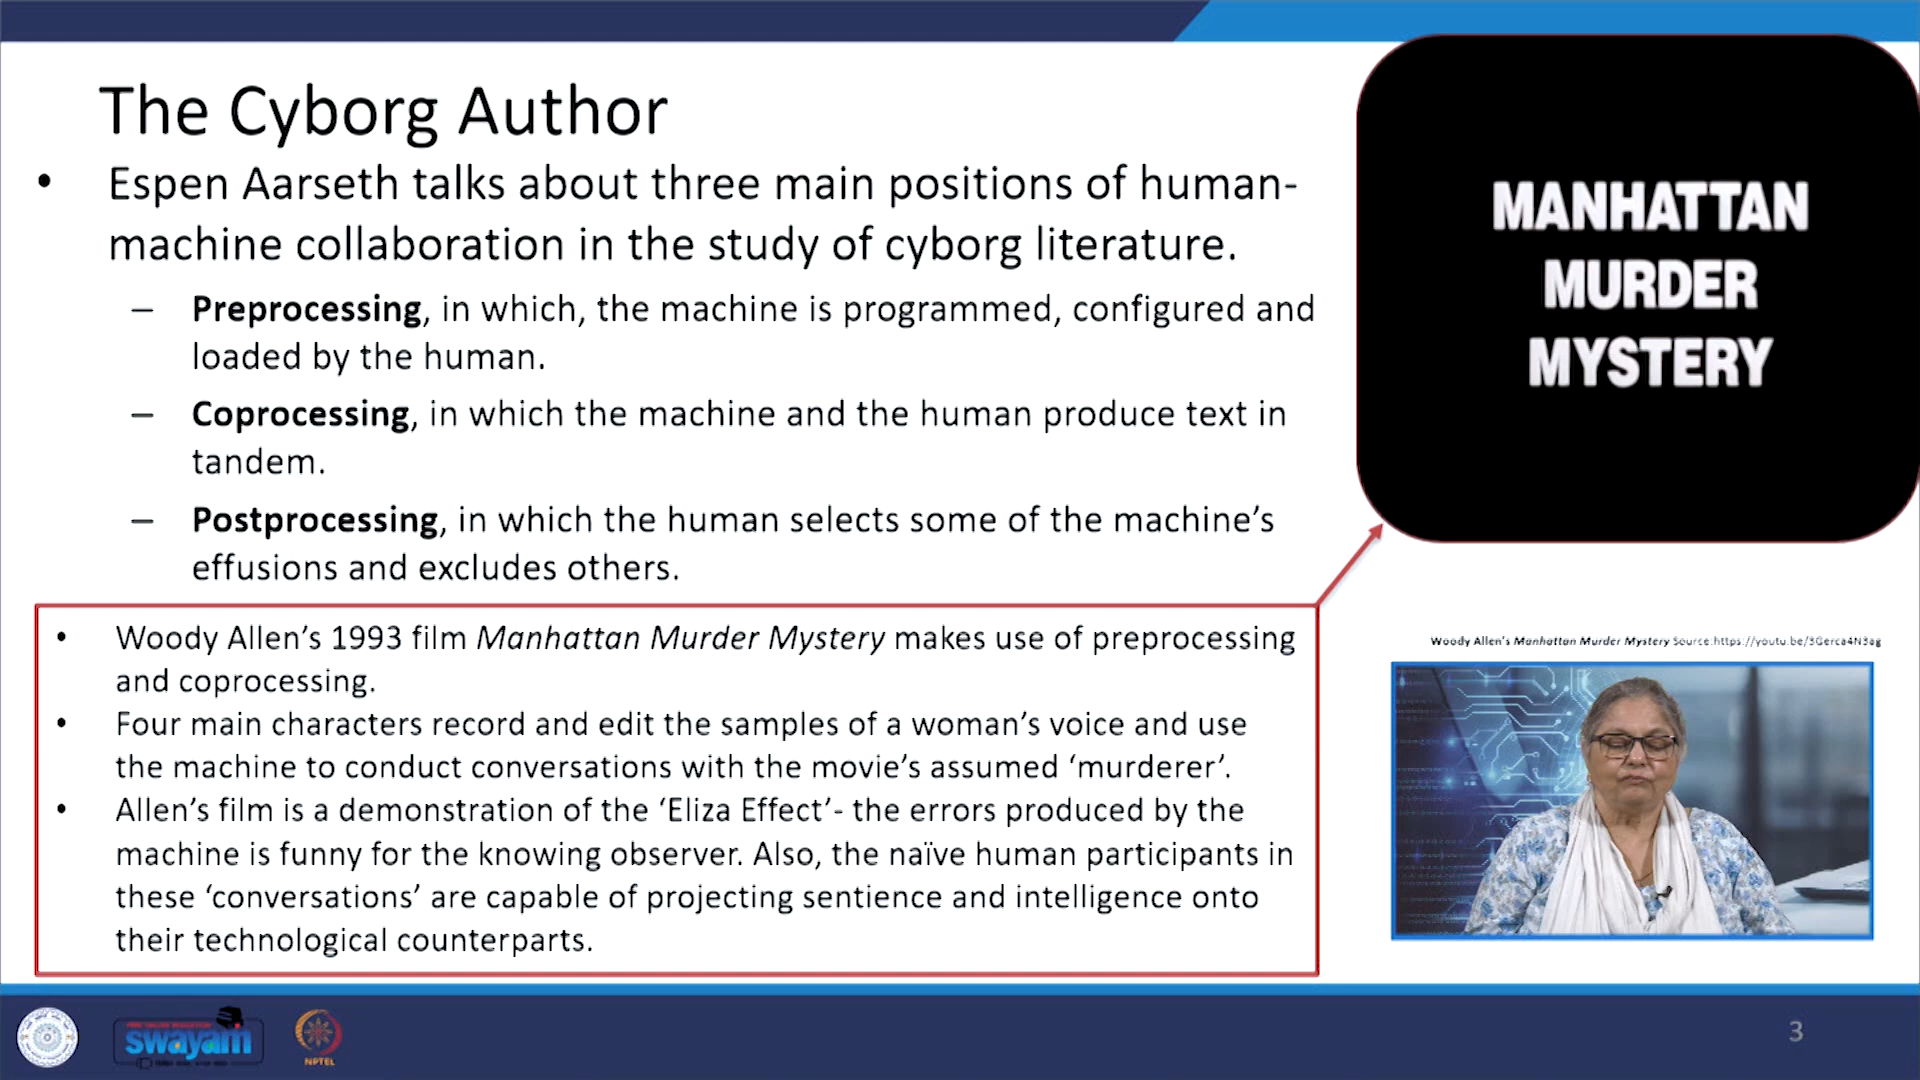 The Cyborg Author
• Espen Aarseth talks about three main positions of human-
machine collaboration in the study of cyborg literature.
– Preprocessing, in which, the machine is programmed, configured and
loaded by the human.
– Coprocessing, in which the machine and the human produce text in
tandem.
– Postprocessing, in which the human selects some of the machine’s
effusions and excludes others.
• Woody Allen’s 1993 film Manhattan Murder Mystery makes use of preprocessing
and coprocessing.
• Four main characters record and edit the samples of a woman’s voice and use
the machine to conduct conversations with the movie’s assumed ‘murderer’.
• Allen’s film is a demonstration of the ‘Eliza Effect’- the errors produced by the
machine is funny for the knowing observer. Also, the naïve human participants in
these ‘conversations’ are capable of projecting sentience and intelligence onto
their technological counterparts.
MANHATTAN
MURDER
MYSTERY
Woody Allen's Manhattan Murder Mystery Source:
swayam
NPTEL
3